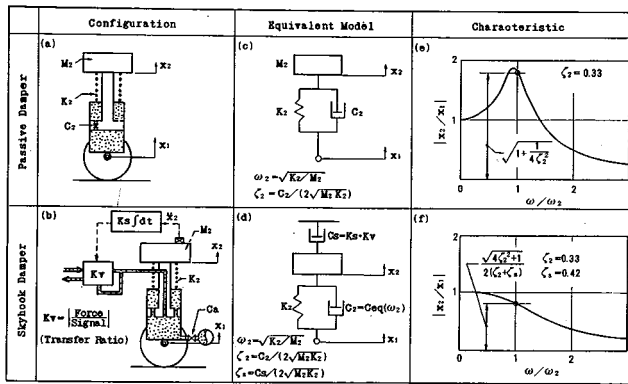 Configuration
Equivalent Model
Characteristic
Passive Damper
(a)
M₂
X₂
K₂
C₂
X₁
(c)
M₂
X₂
K₂
C₂
X₁
ω₂=√K₂/M₂
ζ₂=C₂/(2√M₂K₂)
(e)
|X₂/X₁|
2
1
0
ζ₂=0.33
√1+1/4ζ₂²
1
2
ω/ω₂
Skyhook Damper
(b)
Ks∫dt
Ẍ₂
M₂
X₂
Kv
K₂
Ca
X₁
Kv=|Force/Signal|
(Transfer Ratio)
(d)
Cs=Ks·Kv
X₂
K₂
C₂=Ceq(ω₂)
X₁
ω₂=√K₂/M₂
ζ₂=C₂/(2√M₂K₂)
ζs=Cs/(2√M₂K₂)
(f)
|X₂/X₁|
2
1
0
√4ζ₂²+1/2(ζ₂+ζs)
ζ₂=0.33
ζs=0.42
1
2
ω/ω₂